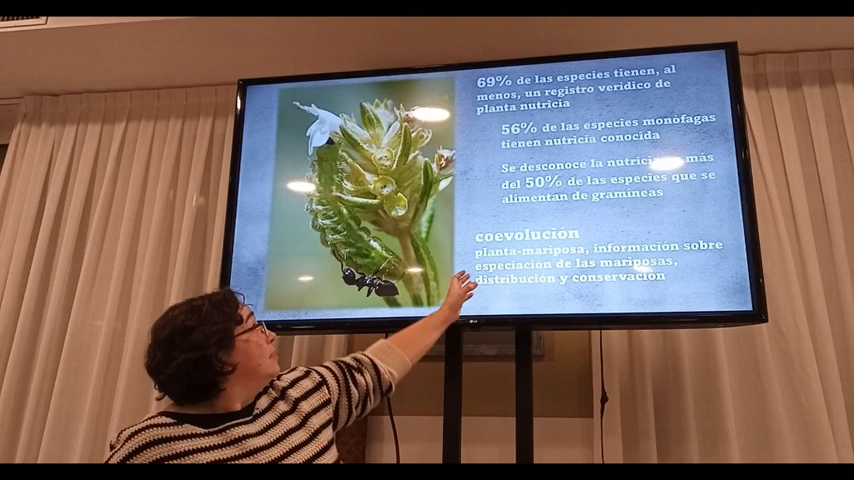 69% de las especies tienen, al
menos, un registro verídico de
planta nutricia
56% de las especies monófagas
tienen nutricia conocida
Se desconoce la nutricia más
del 50% de las especies que se
alimentan de gramíneas
coevolución
planta-mariposa, información sobre
especiación de las mariposas,
distribución y conservación
LG